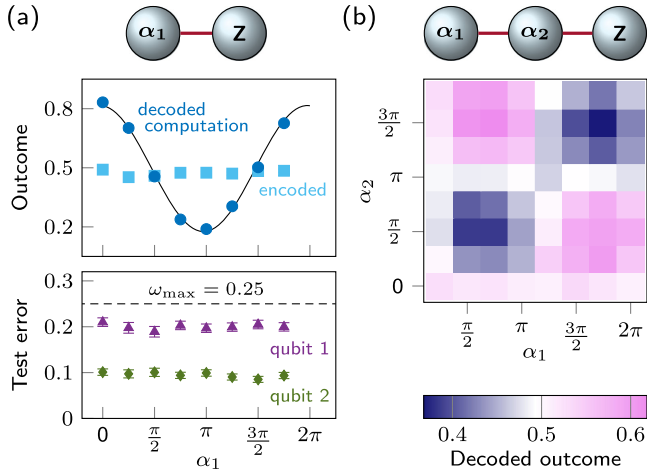 (a)
α₁ Z
Outcome
0.8
0.5
0.2
decoded
computation
encoded
Test error
0.3
0.2
0.1
0
ωmax = 0.25
qubit 1
qubit 2
0 π/2 π 3π/2 2π
α₁
(b)
α₁ α₂ Z
α₂
3π/2
π
π/2
0
π/2 π 3π/2 2π
α₁
0.4 0.5 0.6
Decoded outcome